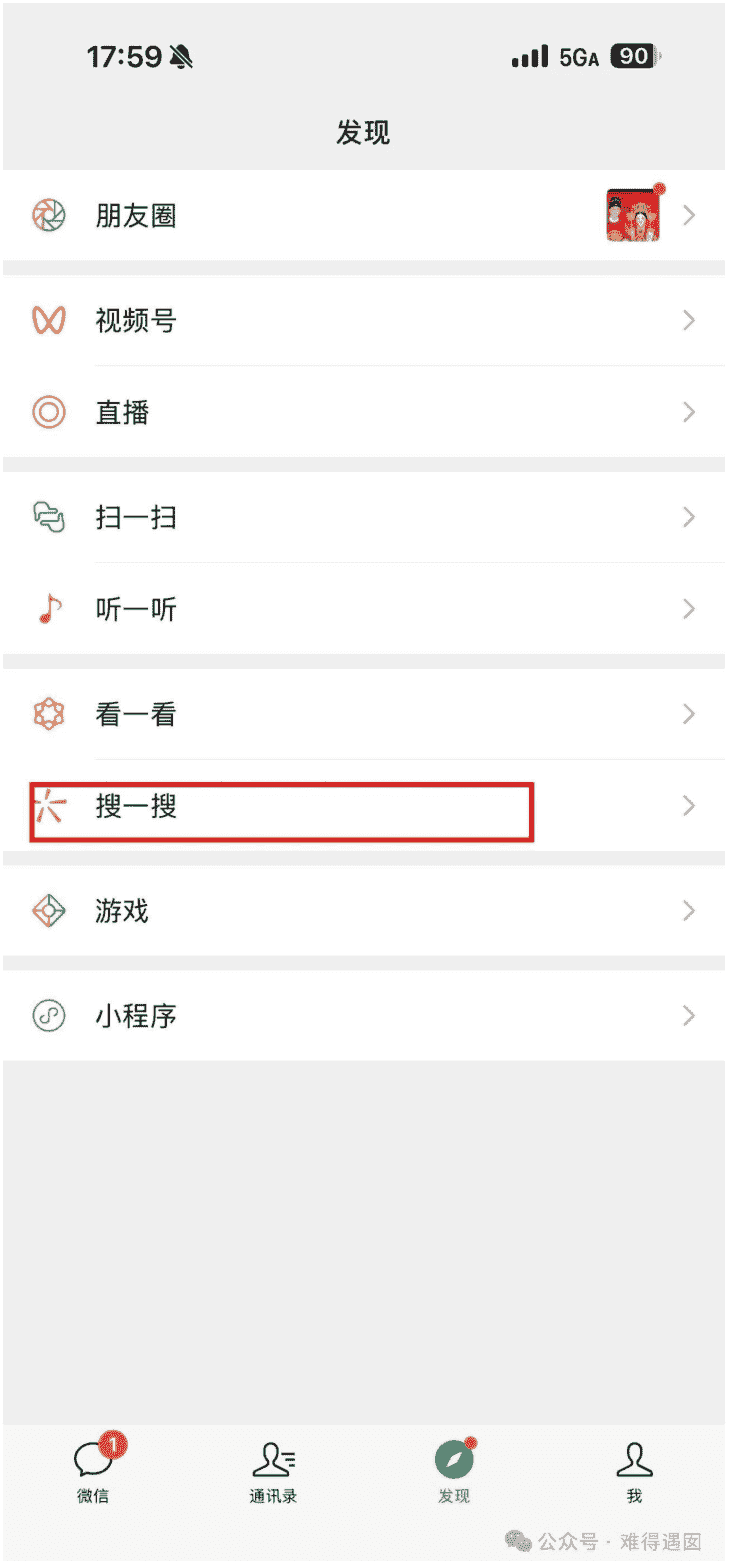 17:59 5GA 90
发现
朋友圈
视频号
直播
扫一扫
听一听
看一看
搜一搜
游戏
小程序
1
微信 通讯录 发现 我
公众号 · 难得遇囡